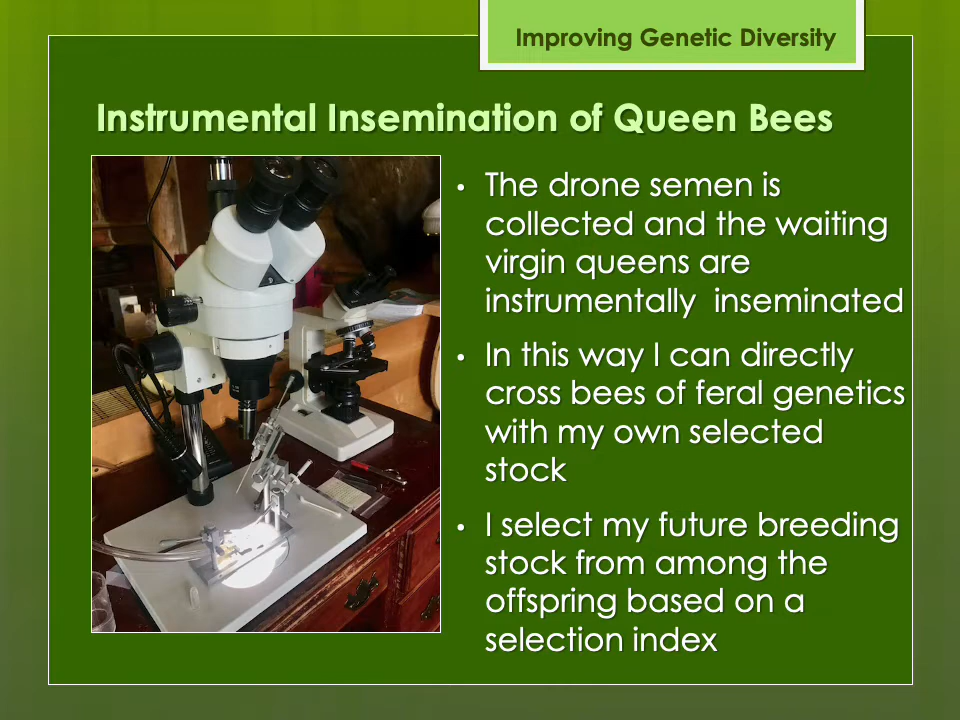 Improving Genetic Diversity
Instrumental Insemination of Queen Bees
• The drone semen is
collected and the waiting
virgin queens are
instrumentally  inseminated
• In this way I can directly
cross bees of feral genetics
with my own selected
stock
• I select my future breeding
stock from among the
offspring based on a
selection index